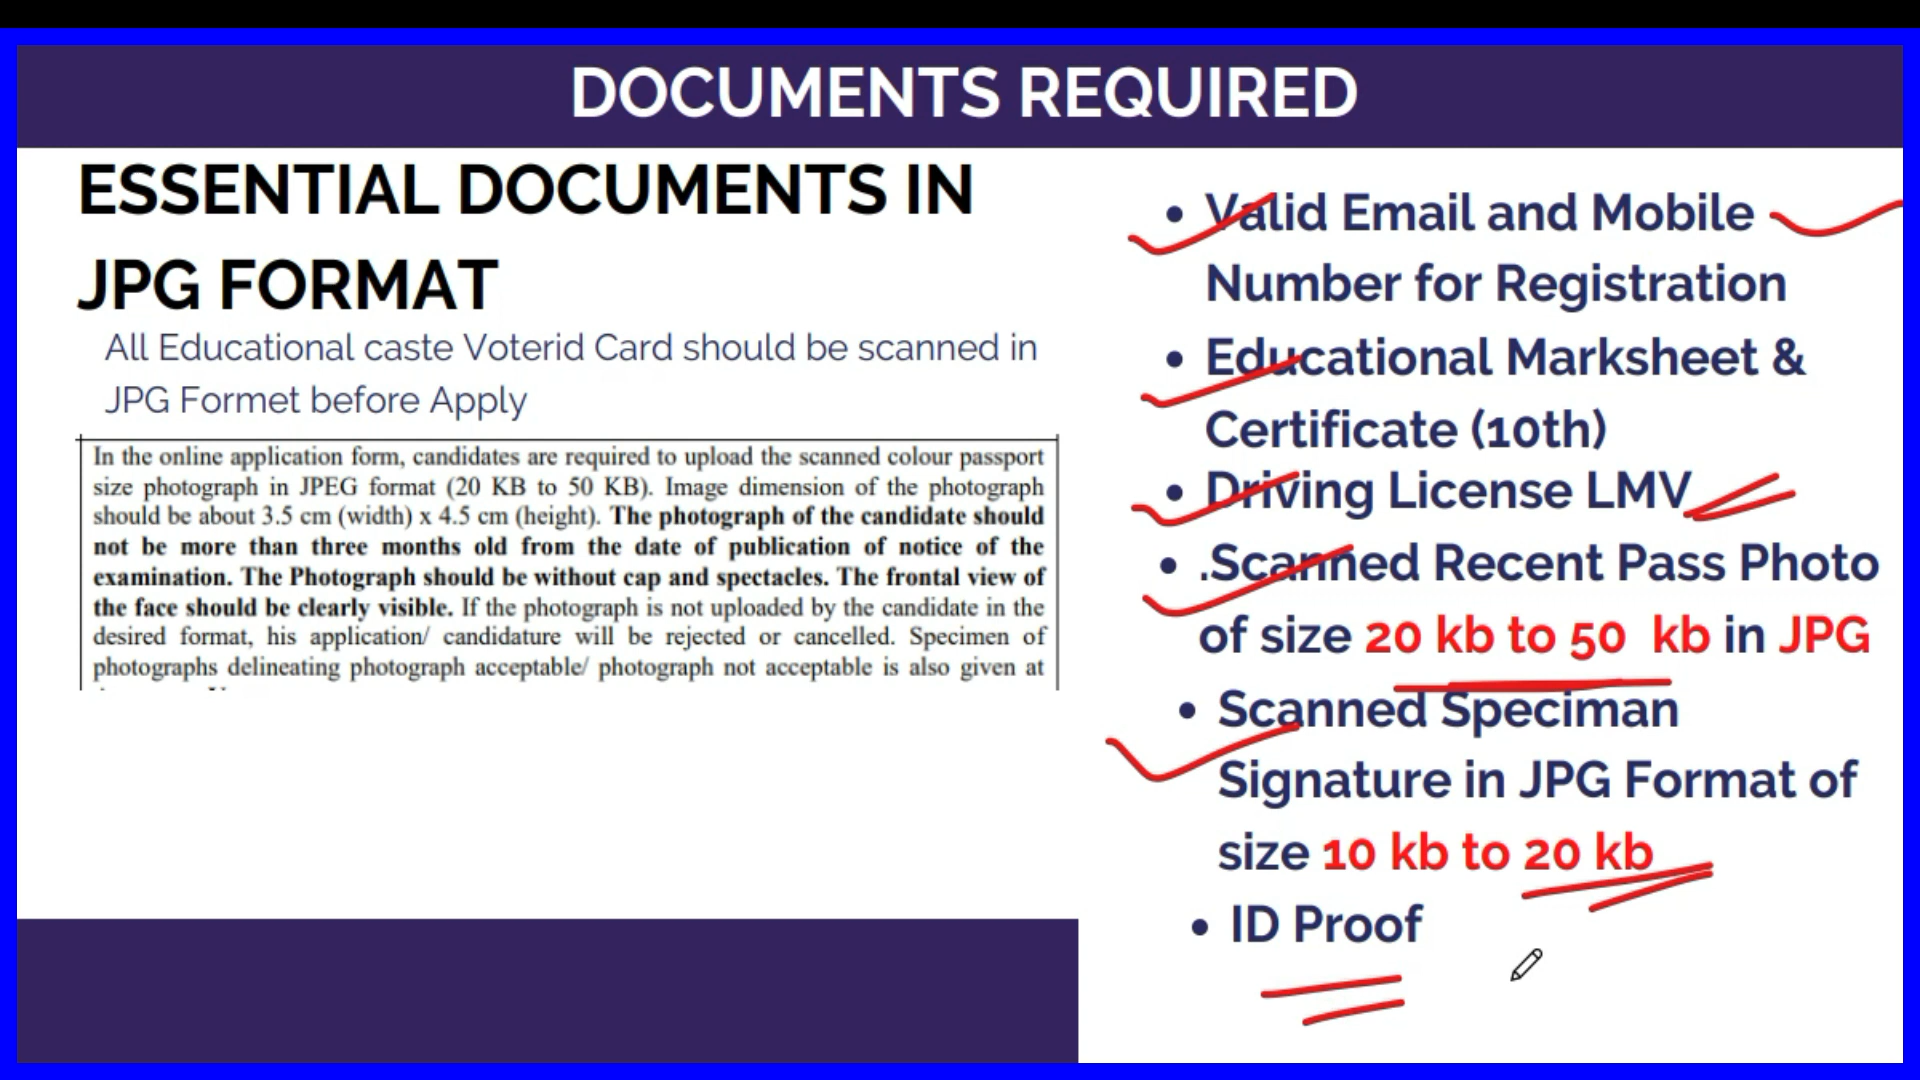 DOCUMENTS REQUIRED
ESSENTIAL DOCUMENTS IN
JPG FORMAT
All Educational caste Voterid Card should be scanned in
JPG Formet before Apply
In the online application form, candidates are required to upload the scanned colour passport
size photograph in JPEG format (20 KB to 50 KB). Image dimension of the photograph
should be about 3.5 cm (width) x 4.5 cm (height). The photograph of the candidate should
not be more than three months old from the date of publication of notice of the
examination. The Photograph should be without cap and spectacles. The frontal view of
the face should be clearly visible. If the photograph is not uploaded by the candidate in the
desired format, his application/ candidature will be rejected or cancelled. Specimen of
photographs delineating photograph acceptable/ photograph not acceptable is also given at
• Valid Email and Mobile
Number for Registration
• Educational Marksheet &
Certificate (10th)
• Driving License LMV
• .Scanned Recent Pass Photo
of size 20 kb to 50 kb in JPG
• Scanned Speciman
Signature in JPG Format of
size 10 kb to 20 kb
• ID Proof